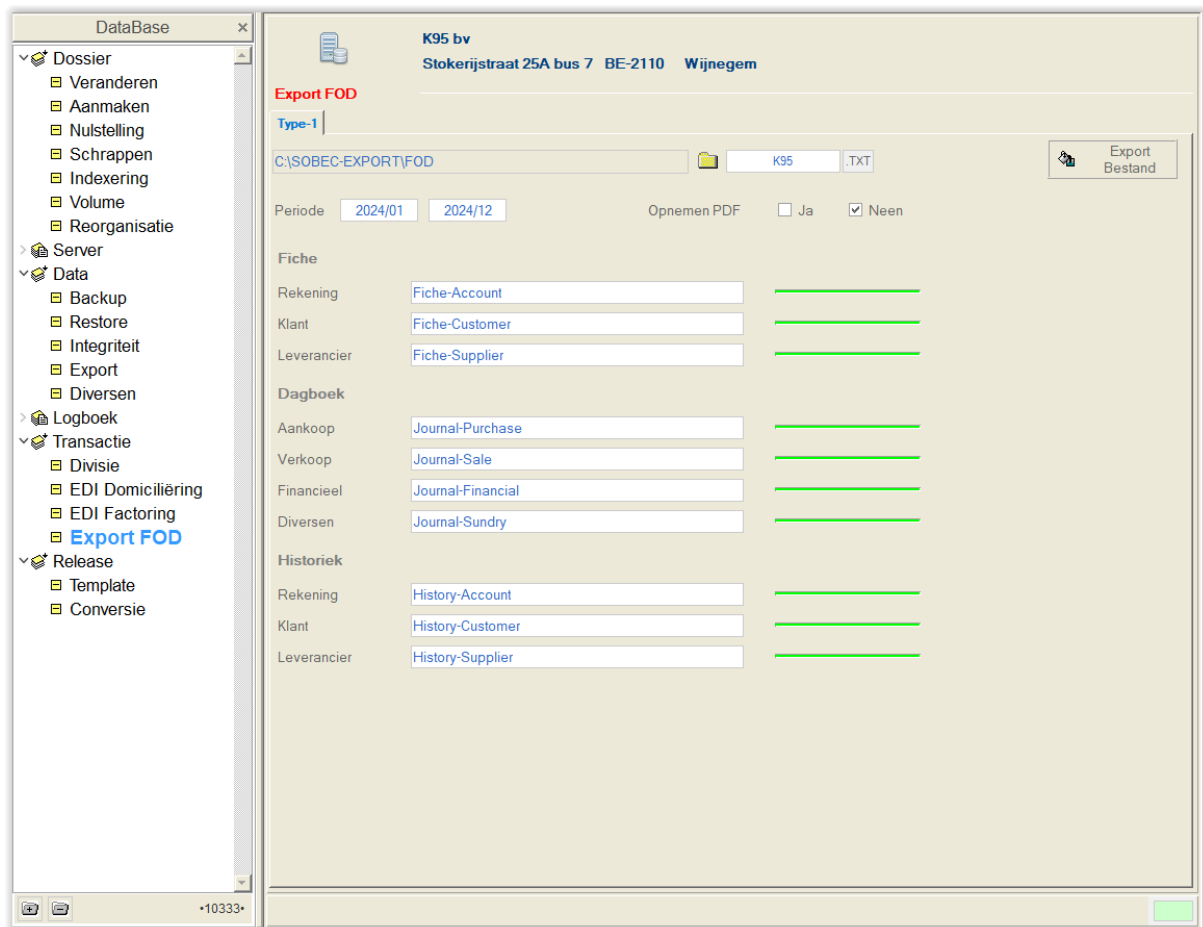 DataBase
Dossier
Veranderen
Aanmaken
Nulstelling
Schrappen
Indexering
Volume
Reorganisatie
Server
Data
Backup
Restore
Integriteit
Export
Diversen
Logboek
Transactie
Divisie
EDI Domiciliëring
EDI Factoring
Export FOD
Release
Template
Conversie
•10333•
K95 bv
Stokerijstraat 25A bus 7 BE-2110 Wijnegem
Export FOD
Type-1
C:\SOBEC-EXPORT\FOD K95 .TXT Export Bestand
Periode 2024/01 2024/12 Opnemen PDF Ja Neen
Fiche
Rekening Fiche-Account
Klant Fiche-Customer
Leverancier Fiche-Supplier
Dagboek
Aankoop Journal-Purchase
Verkoop Journal-Sale
Financieel Journal-Financial
Diversen Journal-Sundry
Historiek
Rekening History-Account
Klant History-Customer
Leverancier History-Supplier